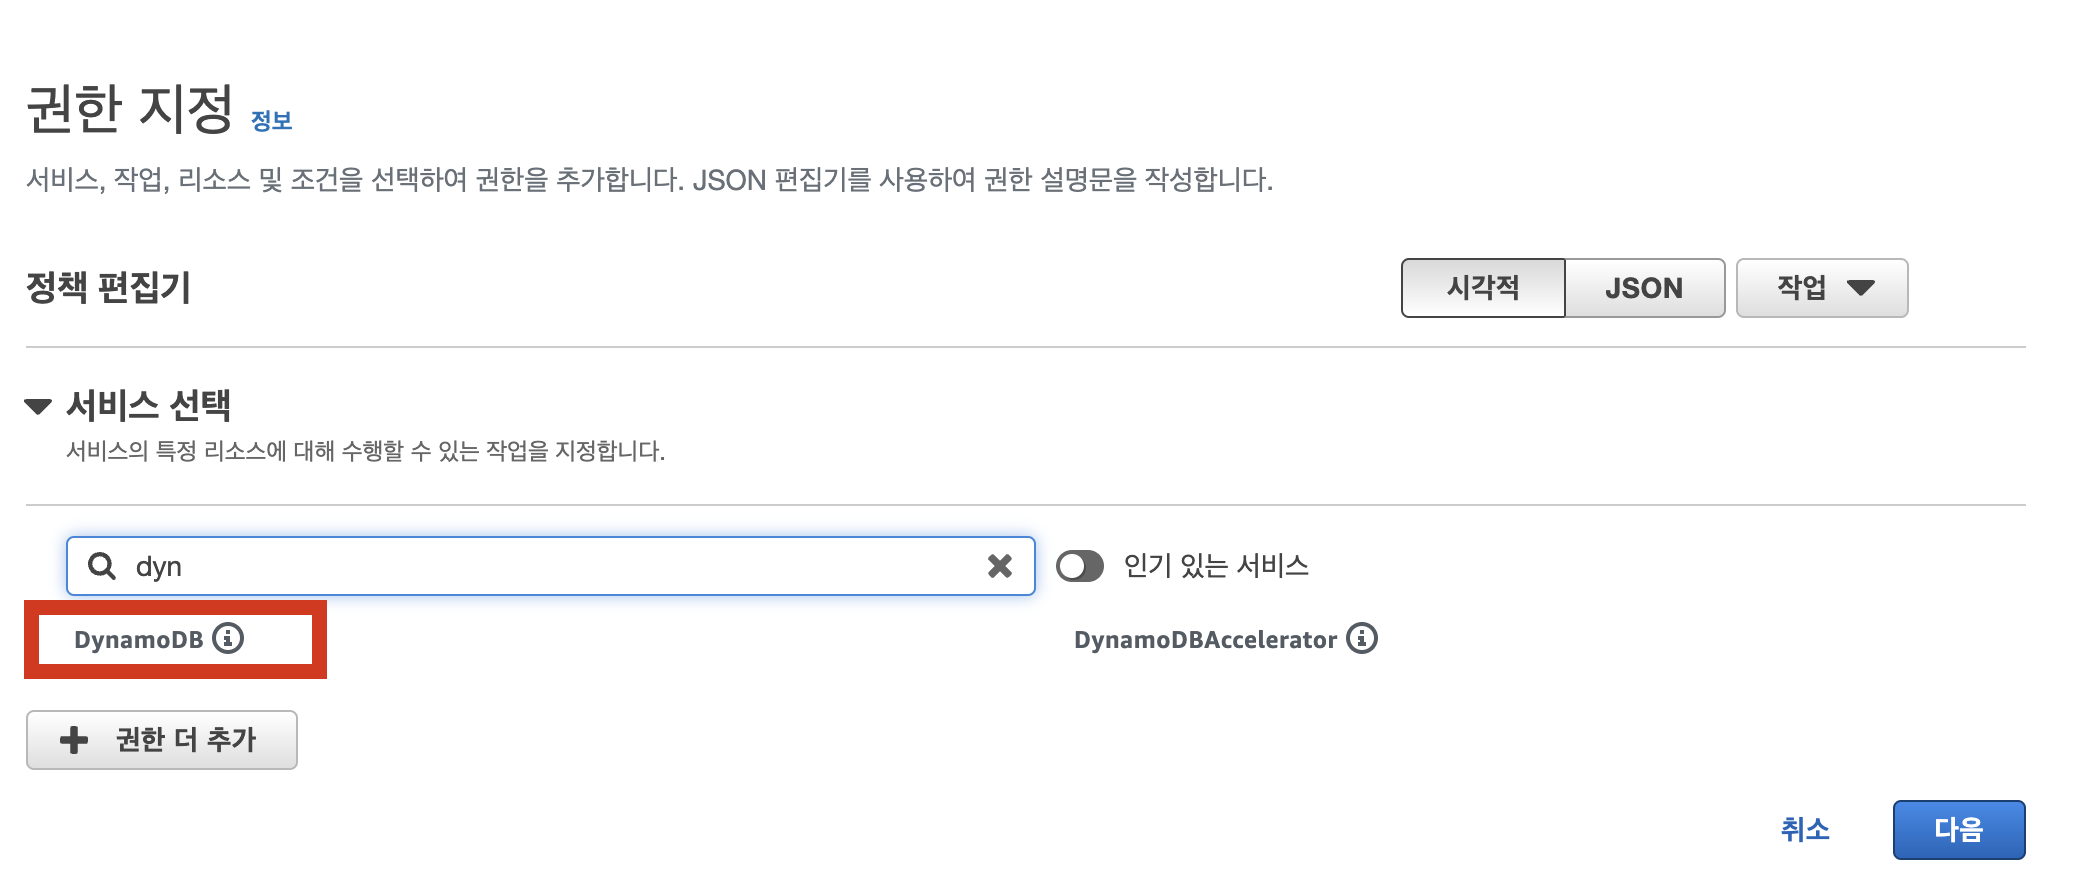 권한 지정 정보
서비스, 작업, 리소스 및 조건을 선택하여 권한을 추가합니다. JSON 편집기를 사용하여 권한 설명문을 작성합니다.
정책 편집기
시각적 JSON 작업
서비스 선택
서비스의 특정 리소스에 대해 수행할 수 있는 작업을 지정합니다.
dyn
인기 있는 서비스
DynamoDB
DynamoDBAccelerator
권한 더 추가
취소 다음